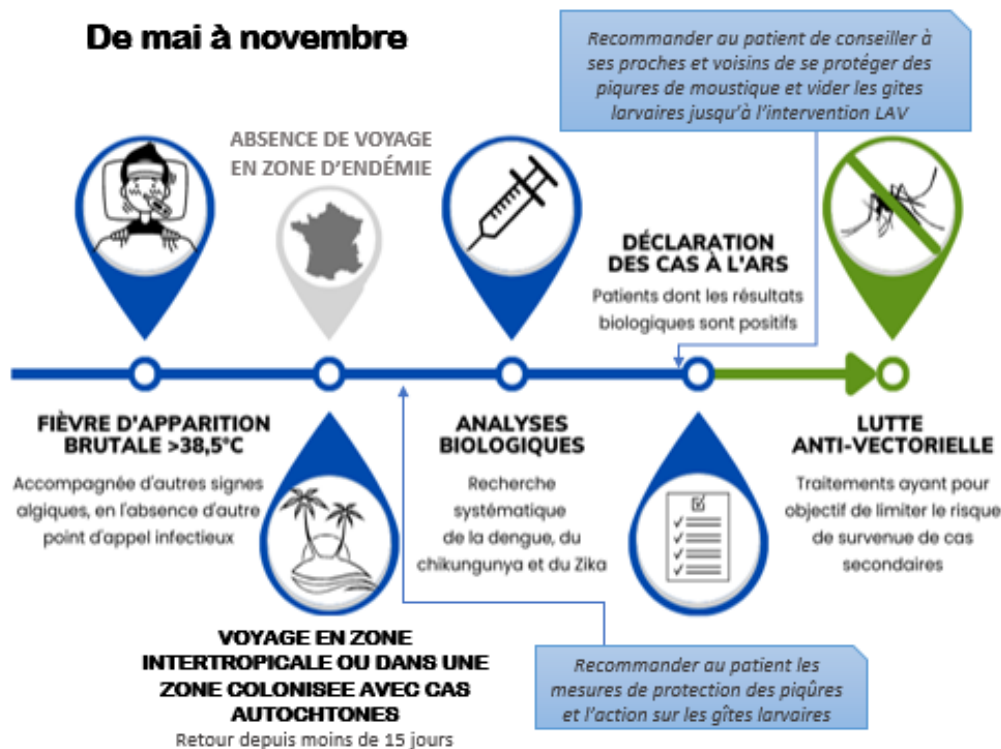 De mai à novembre
Recommander au patient de conseiller à
ses proches et voisins de se protéger des
piqures de moustique et vider les gites
larvaires jusqu'à l'intervention LAV
ABSENCE DE VOYAGE
EN ZONE D'ENDÉMIE
DÉCLARATION
DES CAS À L'ARS
Patients dont les résultats
biologiques sont positifs
FIÈVRE D'APPARITION
BRUTALE >38,5°C
Accompagnée d'autres signes
algiques, en l'absence d'autre
point d'appel infectieux
ANALYSES
BIOLOGIQUES
Recherche
systématique
de la dengue, du
chikungunya et du Zika
LUTTE
ANTI-VECTORIELLE
Traitements ayant pour
objectif de limiter le risque
de survenue de cas
secondaires
VOYAGE EN ZONE
INTERTROPICALE OU DANS UNE
ZONE COLONISEE AVEC CAS
AUTOCHTONES
Retour depuis moins de 15 jours
Recommander au patient les
mesures de protection des piqûres
et l'action sur les gîtes larvaires